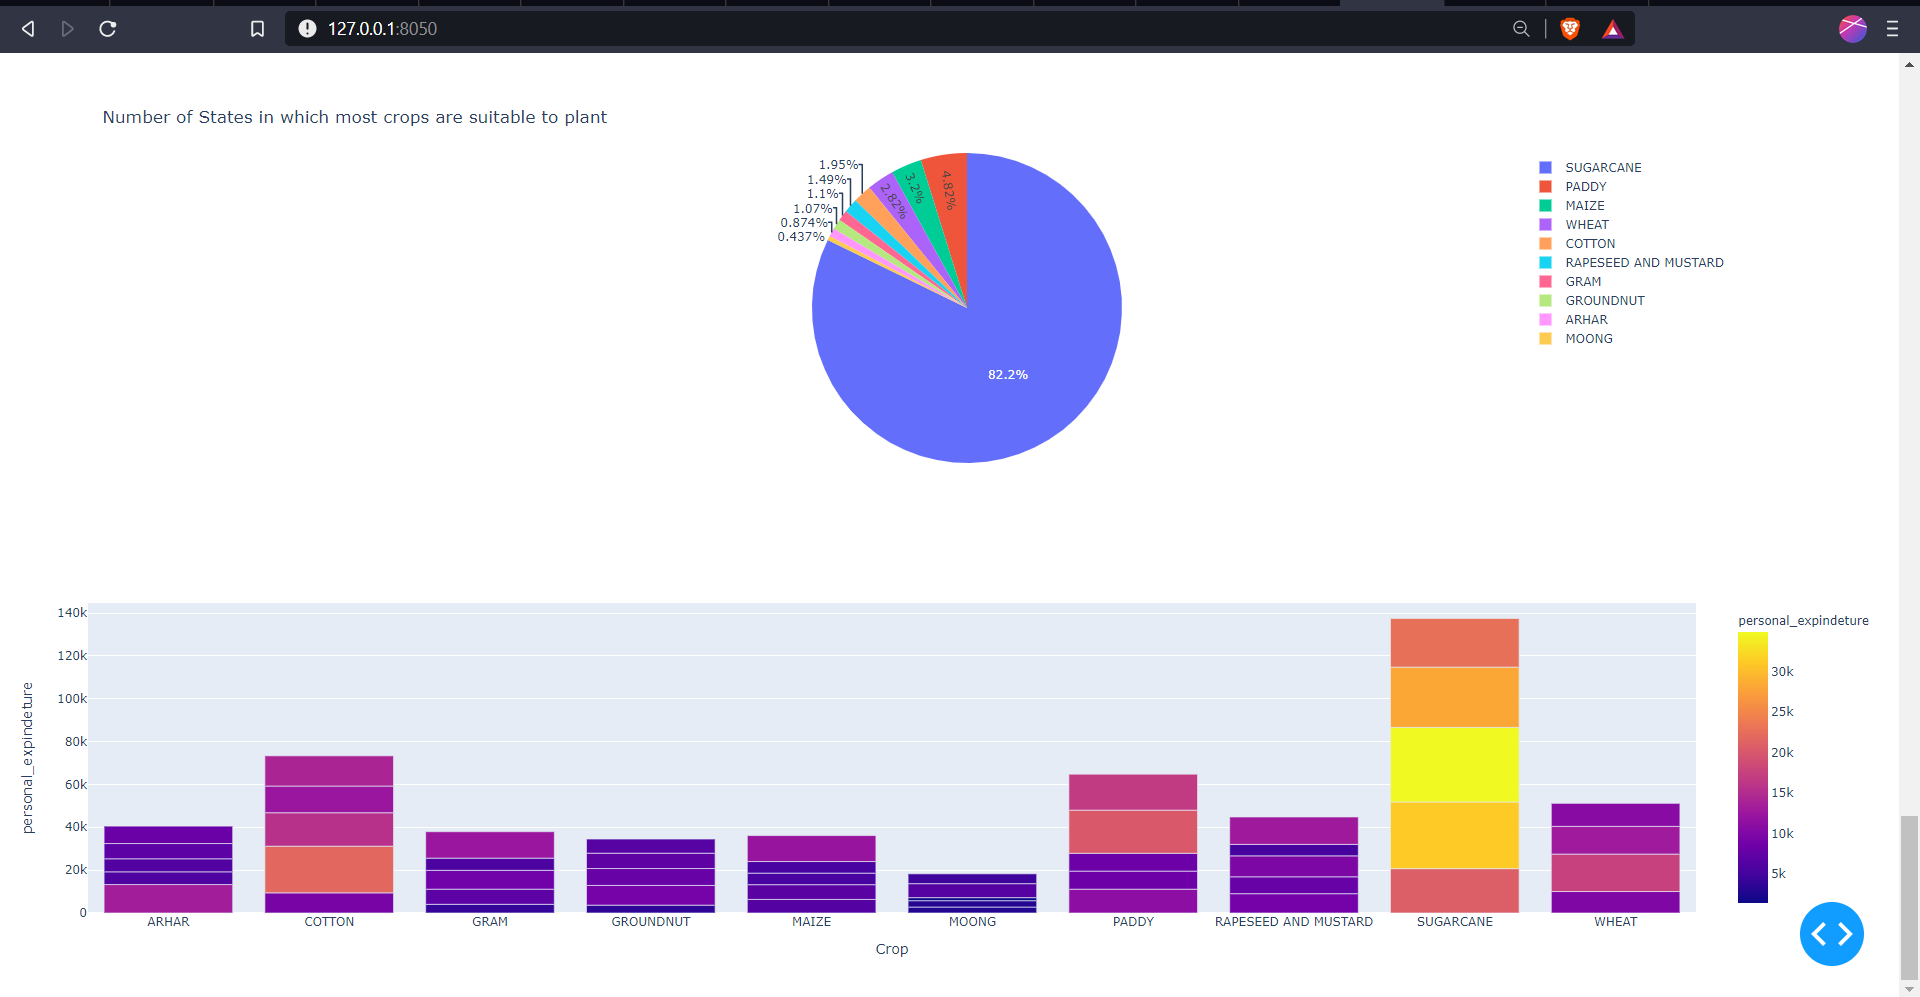 127.0.0.1:8050
Number of States in which most crops are suitable to plant
1.95%
1.49%
1.1%
1.07%
0.874%
0.437%
2.82%
3.2%
4.82%
82.2%
SUGARCANE
PADDY
MAIZE
WHEAT
COTTON
RAPESEED AND MUSTARD
GRAM
GROUNDNUT
ARHAR
MOONG
personal_expindeture
140k
120k
100k
80k
60k
40k
20k
0
ARHAR COTTON GRAM GROUNDNUT MAIZE MOONG PADDY RAPESEED AND MUSTARD SUGARCANE WHEAT
Crop
personal_expindeture
30k
25k
20k
15k
10k
5k